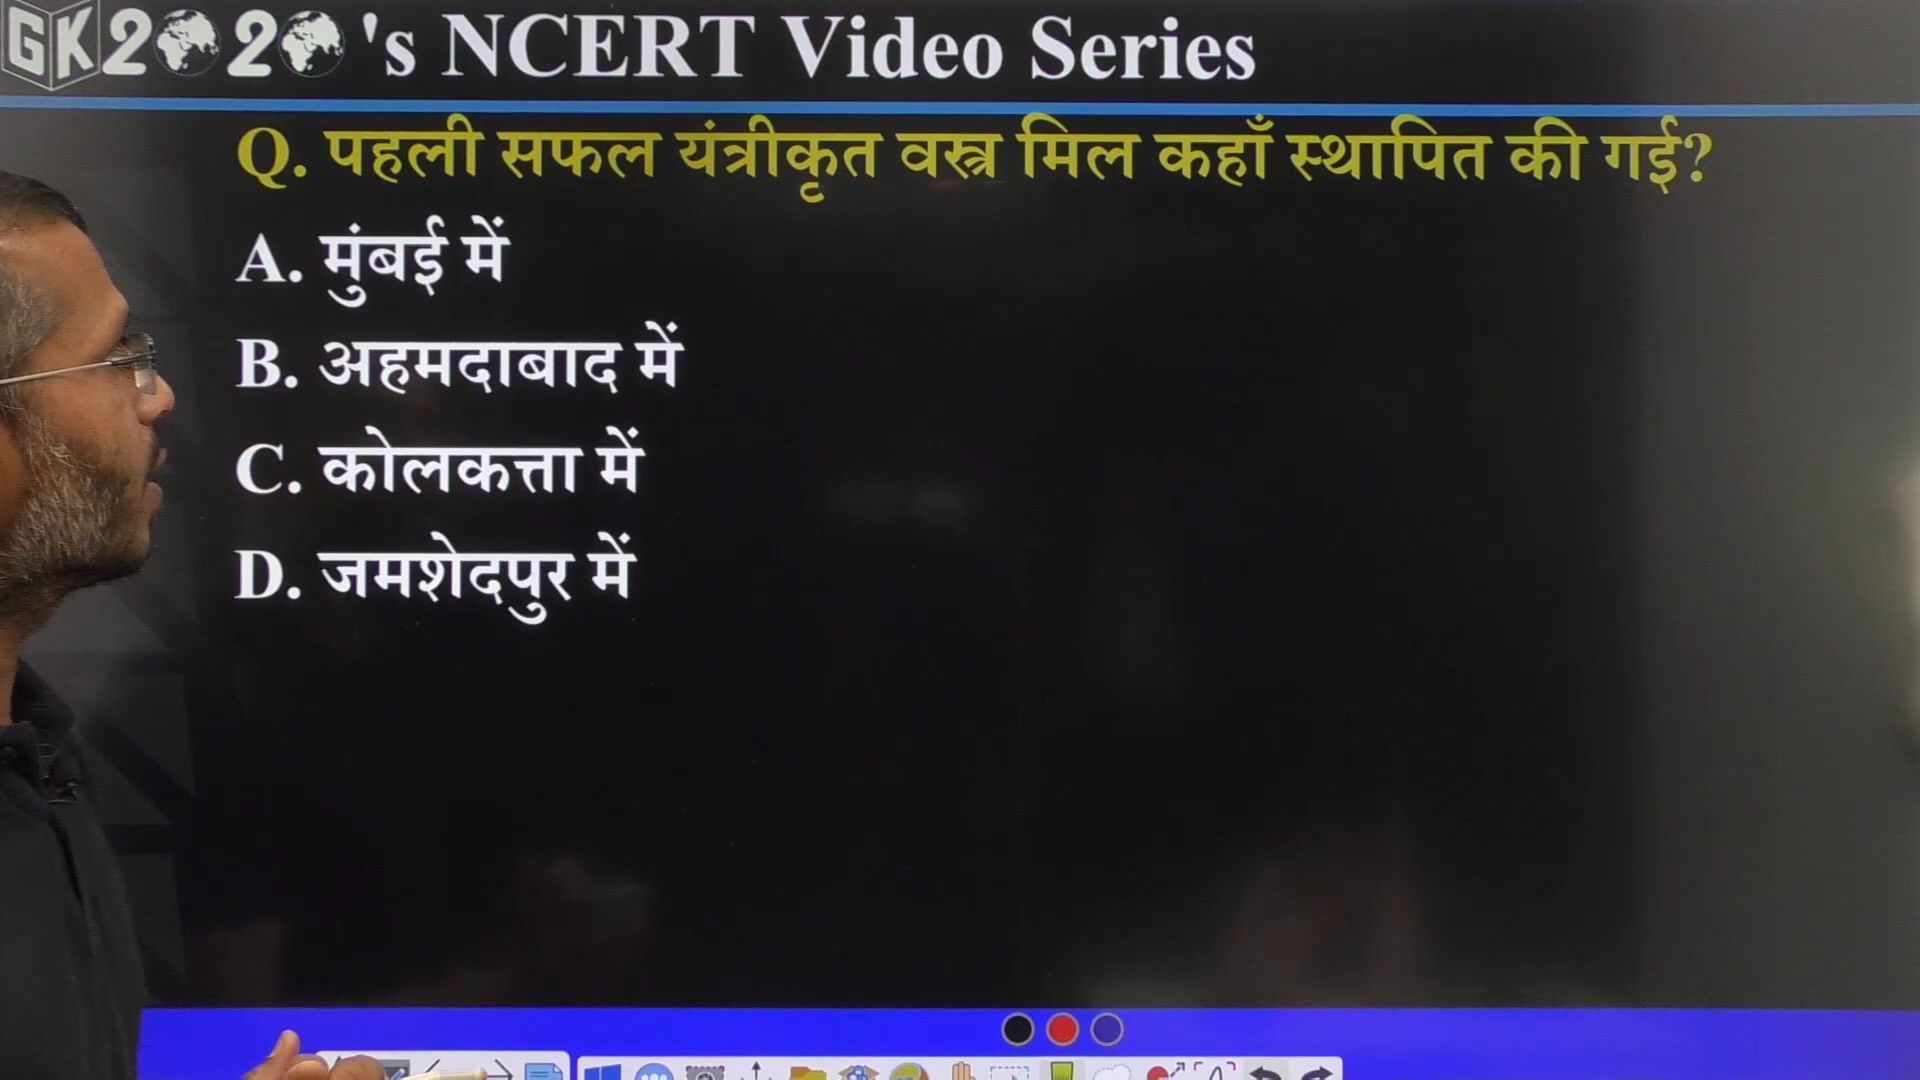 GK2020's NCERT Video Series
Q. पहली सफल यंत्रीकृत वस्त्र मिल कहाँ स्थापित की गई?
A. मुंबई में
B. अहमदाबाद में
C. कोलकत्ता में
D. जमशेदपुर में